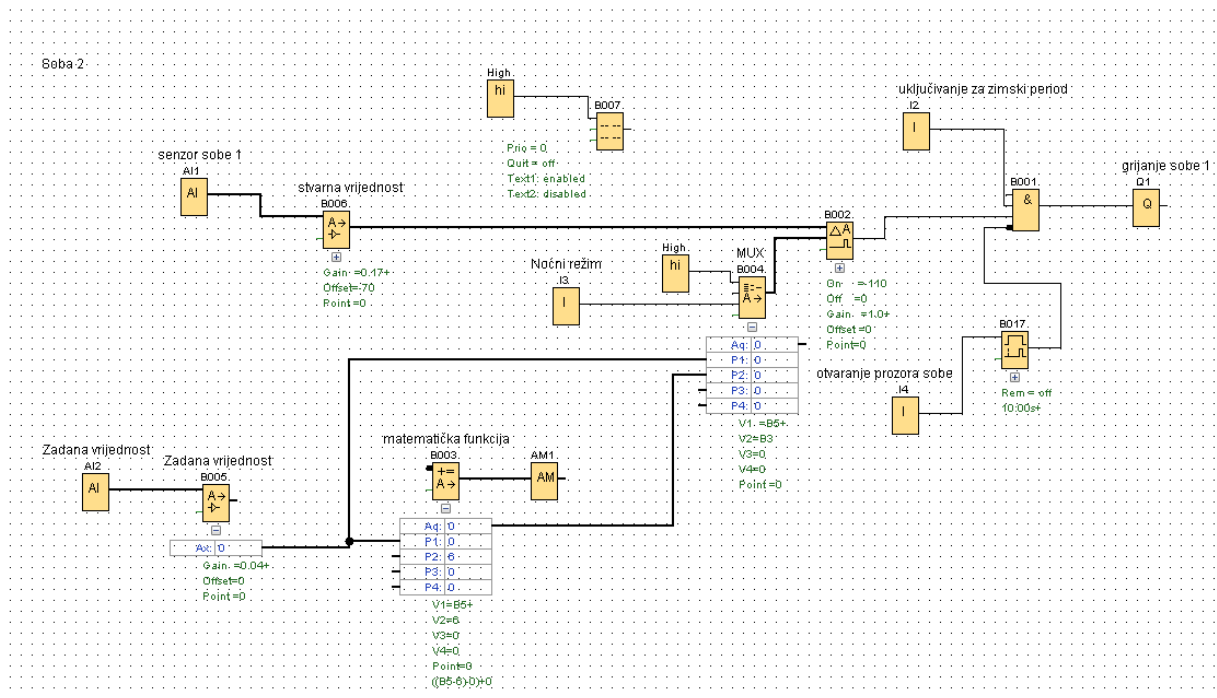 Soba 2
High
hi
B007
Prio = 0
Quit = off
Text1: enabled
Text2: disabled
uključivanje za zimski period
I2
I
senzor sobe 1
AI1
AI
stvarna vrijednost
B006
A→
Gain =0.17+
Offset=-70
Point=0
B001
&
grijanje sobe 1
Q1
Q
B002
ΔA
On =-110
Off =0
Gain =1.0+
Offset=0
Point=0
High
hi
MUX
B004
A→
Noćni režim
I3
I
Aq: 0
P1: 0
P2: 0
P3: 0
P4: 0
V1 =B5+
V2=B3
V3=0
V4=0
Point=0
B017
Rem = off
10:00s+
otvaranje prozora sobe
I4
I
Zadana vrijednost
AI2
AI
Zadana vrijednost
B005
A→
Ax: 0
Gain =0.04+
Offset=0
Point=0
matematička funkcija
B003
+=
A→
AM1
AM
Aq: 0
P1: 0
P2: 6
P3: 0
P4: 0
V1=B5+
V2=6
V3=0
V4=0
Point=0
((B5-6)-0)+0